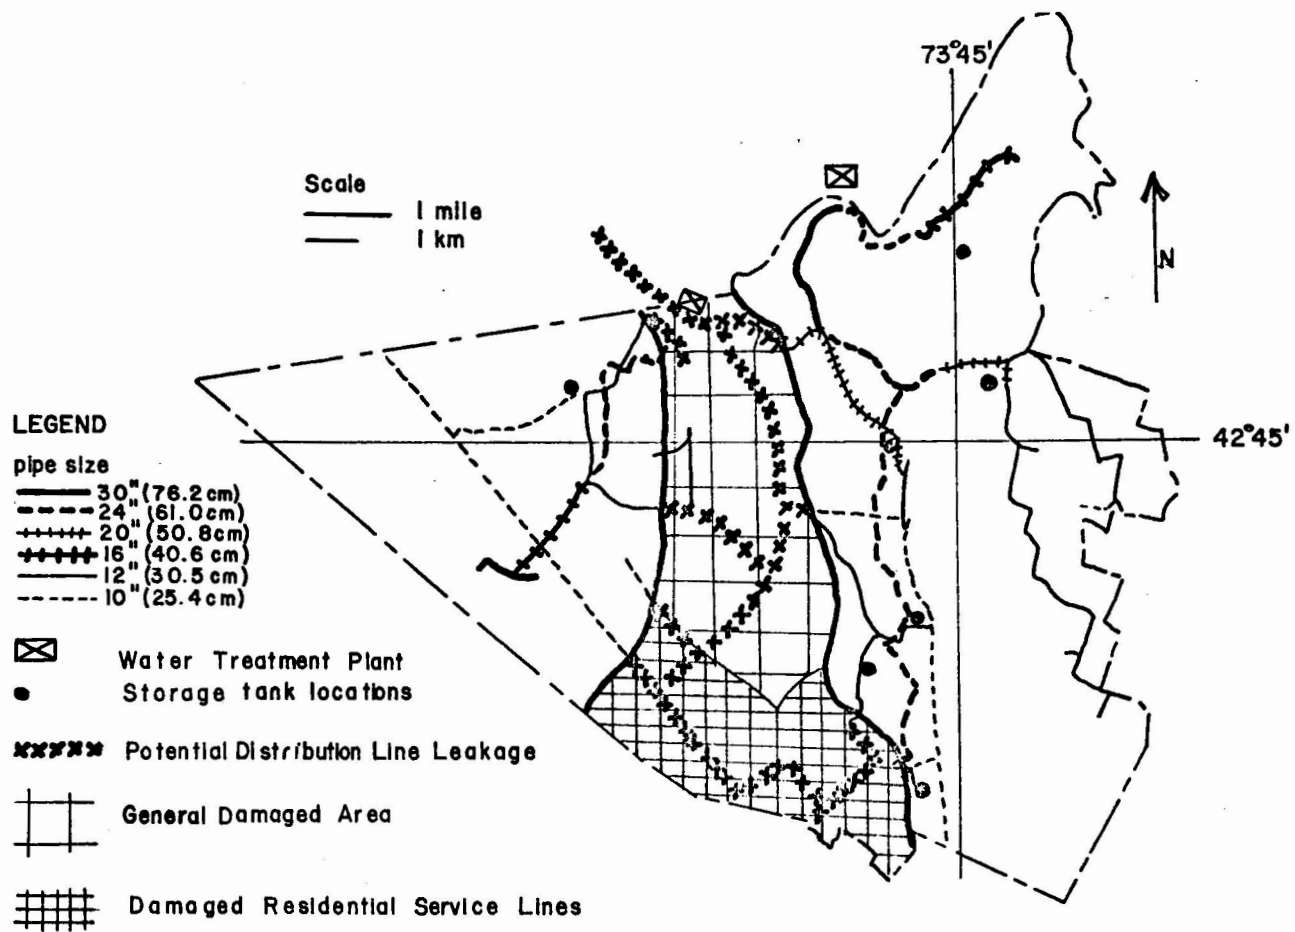 73°45'
Scale
1 mile
1 km
N
LEGEND
42°45'
pipe size
30" (76.2 cm)
24" (61.0 cm)
20" (50.8 cm)
16" (40.6 cm)
12" (30.5 cm)
10" (25.4 cm)
Water Treatment Plant
Storage tank locations
Potential Distribution Line Leakage
General Damaged Area
Damaged Residential Service Lines